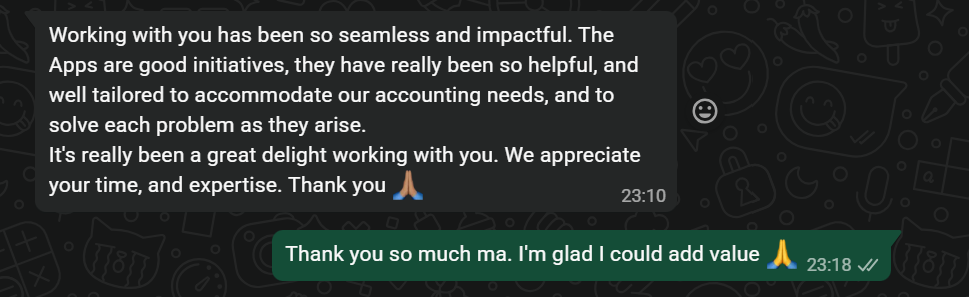 Working with you has been so seamless and impactful. The
Apps are good initiatives, they have really been so helpful, and
well tailored to accommodate our accounting needs, and to
solve each problem as they arise.
It's really been a great delight working with you. We appreciate
your time, and expertise. Thank you 🙏🏽
23:10
Thank you so much ma. I'm glad I could add value 🙏
23:18